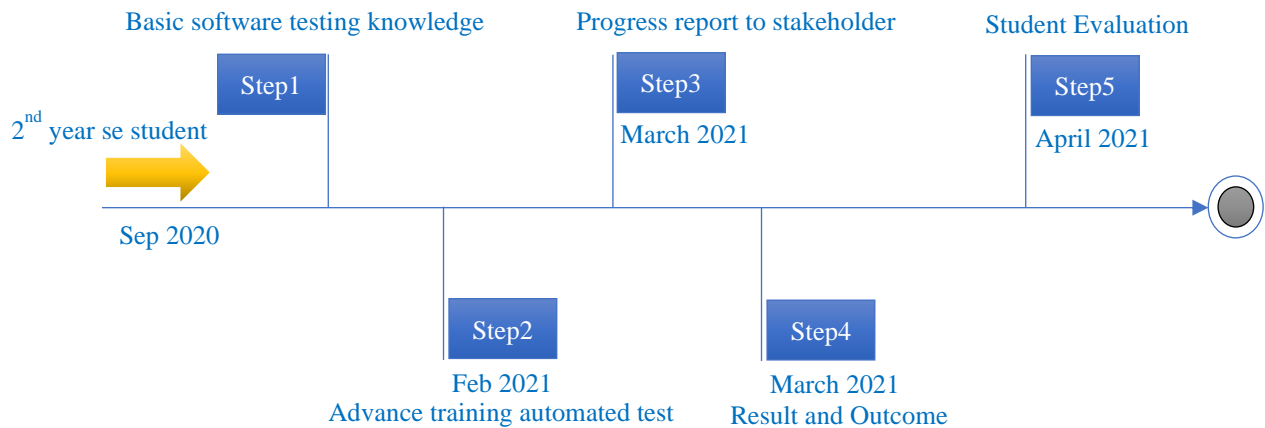 Basic software testing knowledge
Progress report to stakeholder
Student Evaluation
Step1
Step3
Step5
2nd year se student
March 2021
April 2021
Sep 2020
Step2
Step4
Feb 2021
March 2021
Advance training automated test
Result and Outcome